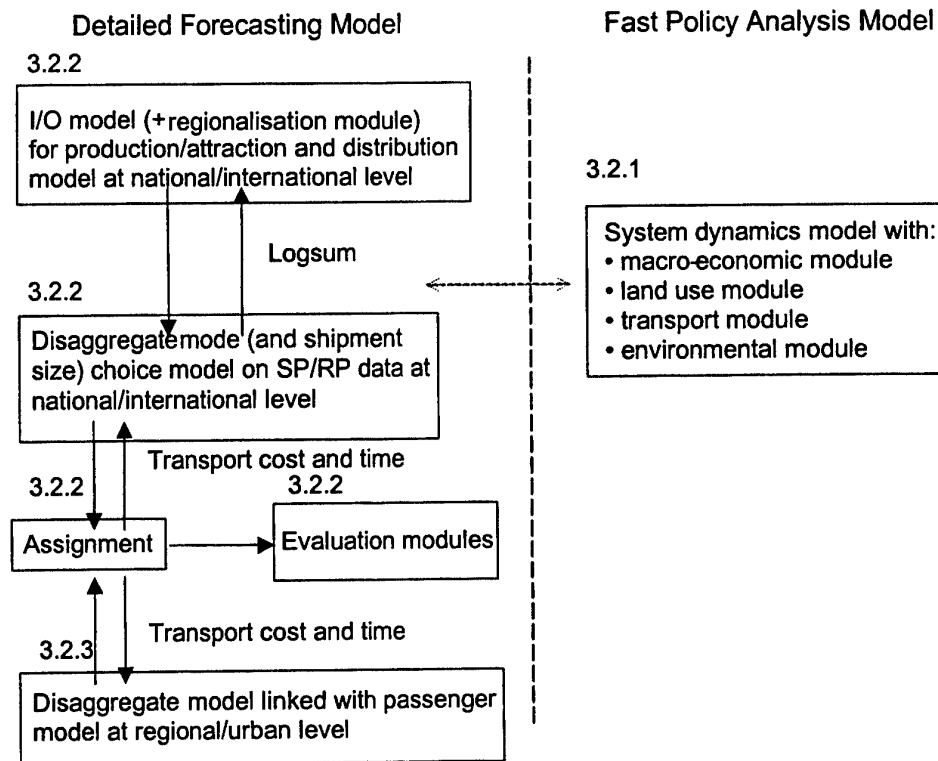 Detailed Forecasting Model
Fast Policy Analysis Model
3.2.2
I/O model (+regionalisation module)
for production/attraction and distribution
model at national/international level
Logsum
3.2.2
Disaggregate mode (and shipment
size) choice model on SP/RP data at
national/international level
Transport cost and time
3.2.2
3.2.2
Assignment
Evaluation modules
Transport cost and time
3.2.3
Disaggregate model linked with passenger
model at regional/urban level
3.2.1
System dynamics model with:
• macro-economic module
• land use module
• transport module
• environmental module